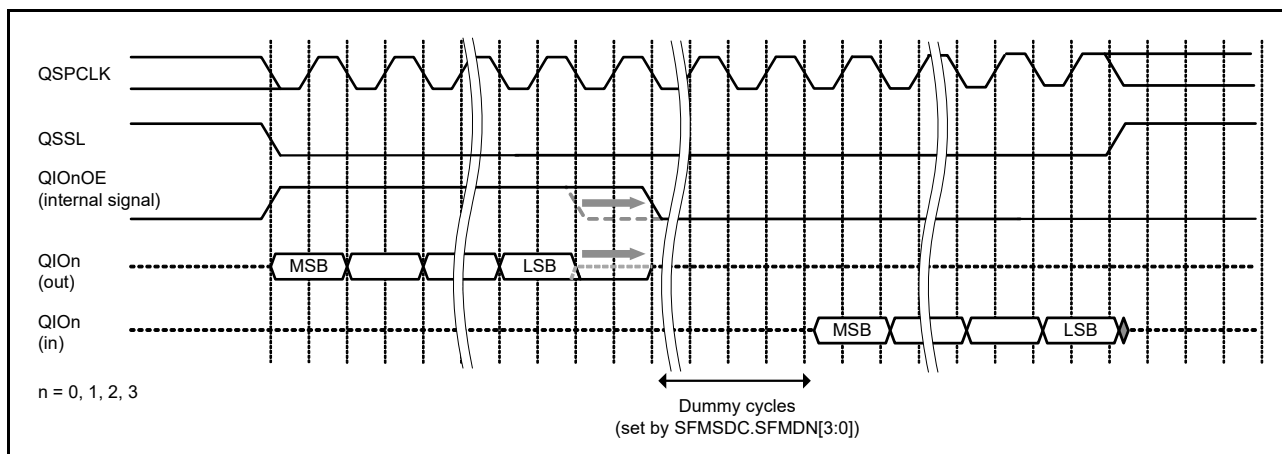 QSPCLK
QSSL
QIOnOE
(internal signal)
QIOn
(out)
MSB
LSB
QIOn
(in)
MSB
LSB
n = 0, 1, 2, 3
Dummy cycles
(set by SFMSDC.SFMDN[3:0])